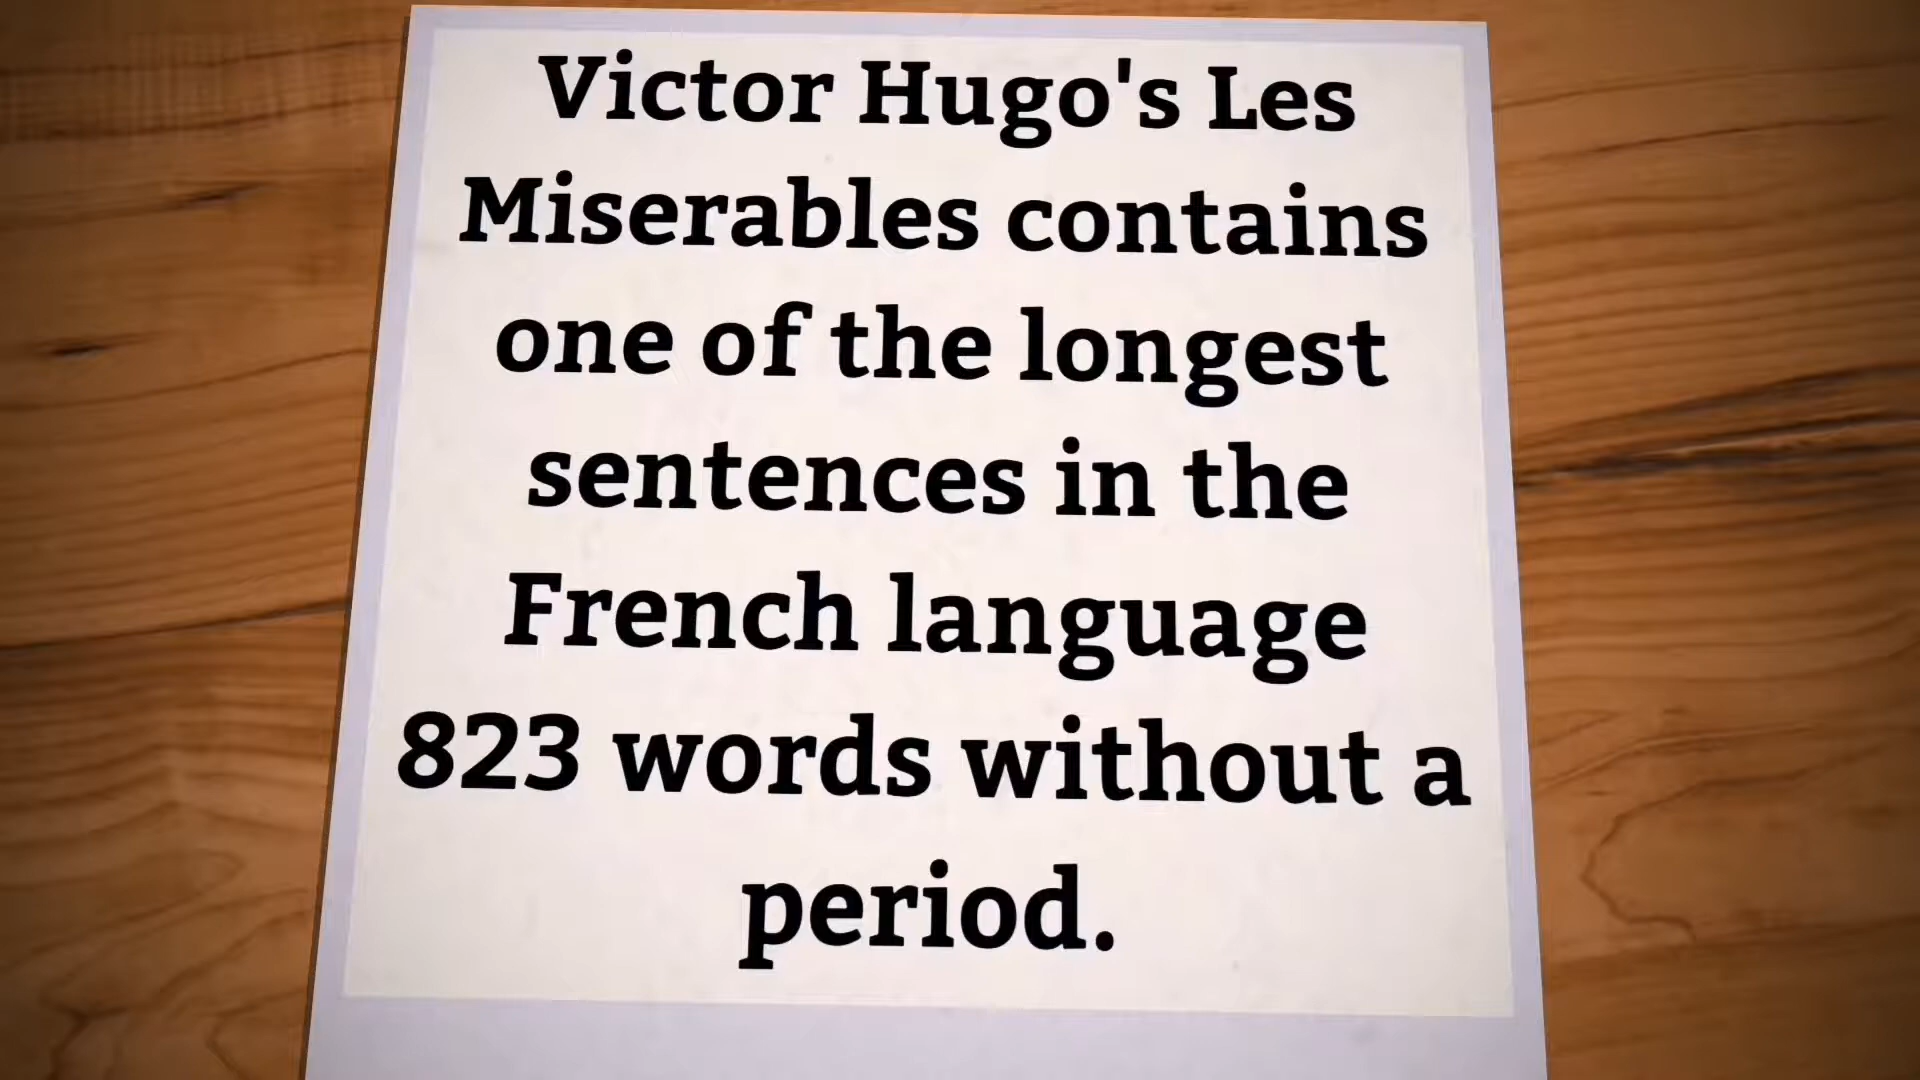 Victor Hugo's Les
Miserables contains
one of the longest
sentences in the
French language
823 words without a
period.